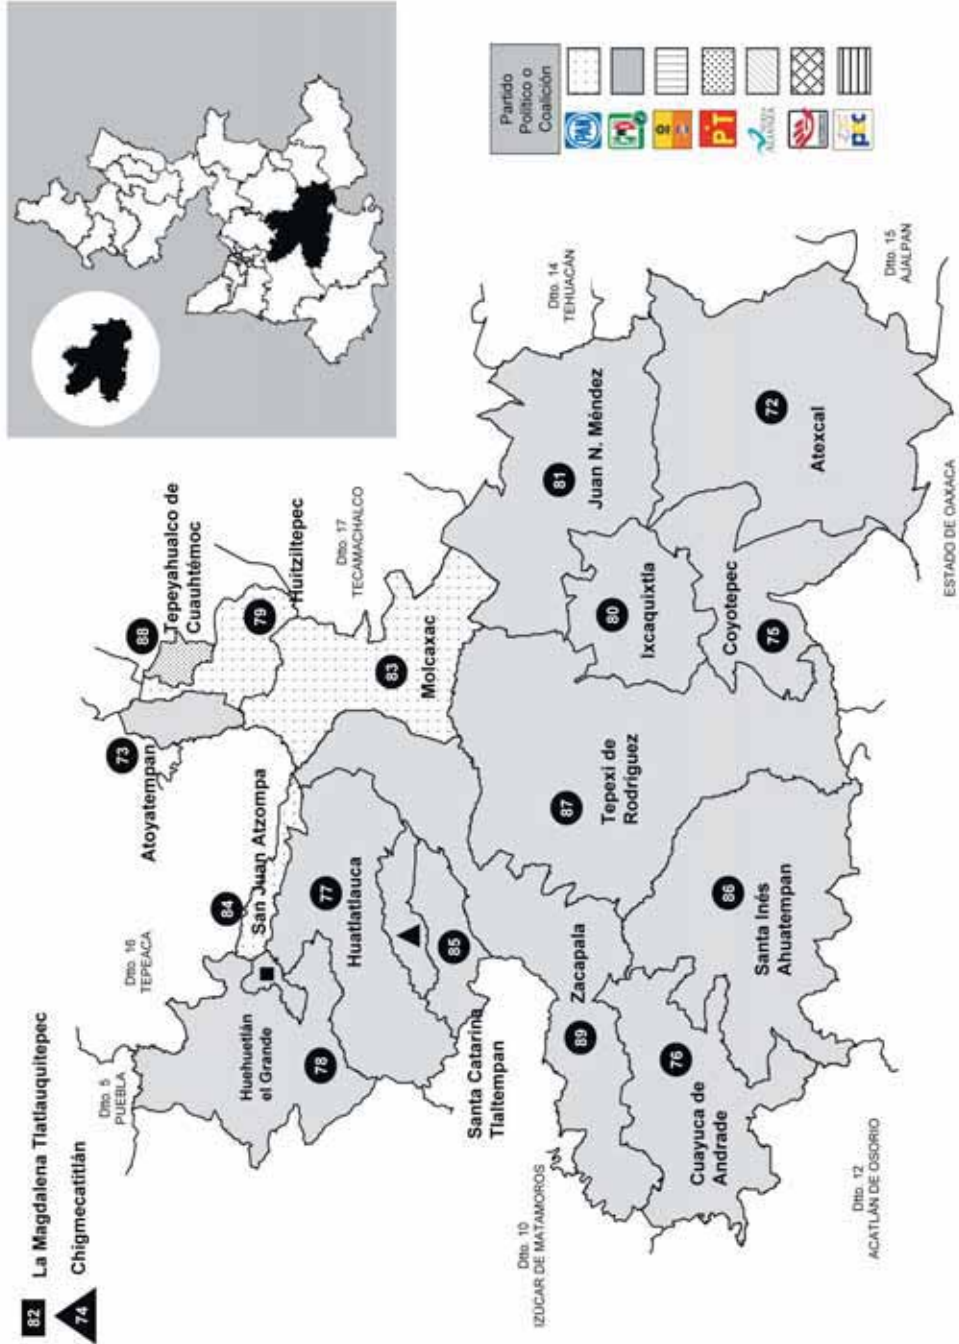 82 La Magdalena Tlatlauquitepec
74 Chigmecatitlán
Partido
Político o
Coalición
PAN
PT
ALIANZA
Dtto. 5
PUEBLA
Dtto. 16
TEPEACA
Dtto. 17
TECAMACHALCO
Dtto. 14
TEHUACÁN
Dtto. 15
AJALPAN
Dtto. 10
IZÚCAR DE MATAMOROS
Dtto. 12
ACATLÁN DE OSORIO
ESTADO DE OAXACA
73
Atoyatempan
88
Tepeyahualco de
Cuauhtémoc
79
Huitziltepec
84
San Juan Atzompa
83
Molcaxac
Huehuetlán
el Grande
78
77
Huatlatlauca
85
Santa Catarina
Tlaltempan
81
Juan N. Méndez
80
Ixcaquixtla
87
Tepexi de
Rodríguez
89
Zacapala
Coyotepec
75
72
Atexcal
86
Santa Inés
Ahuatempan
76
Cuayuca de
Andrade